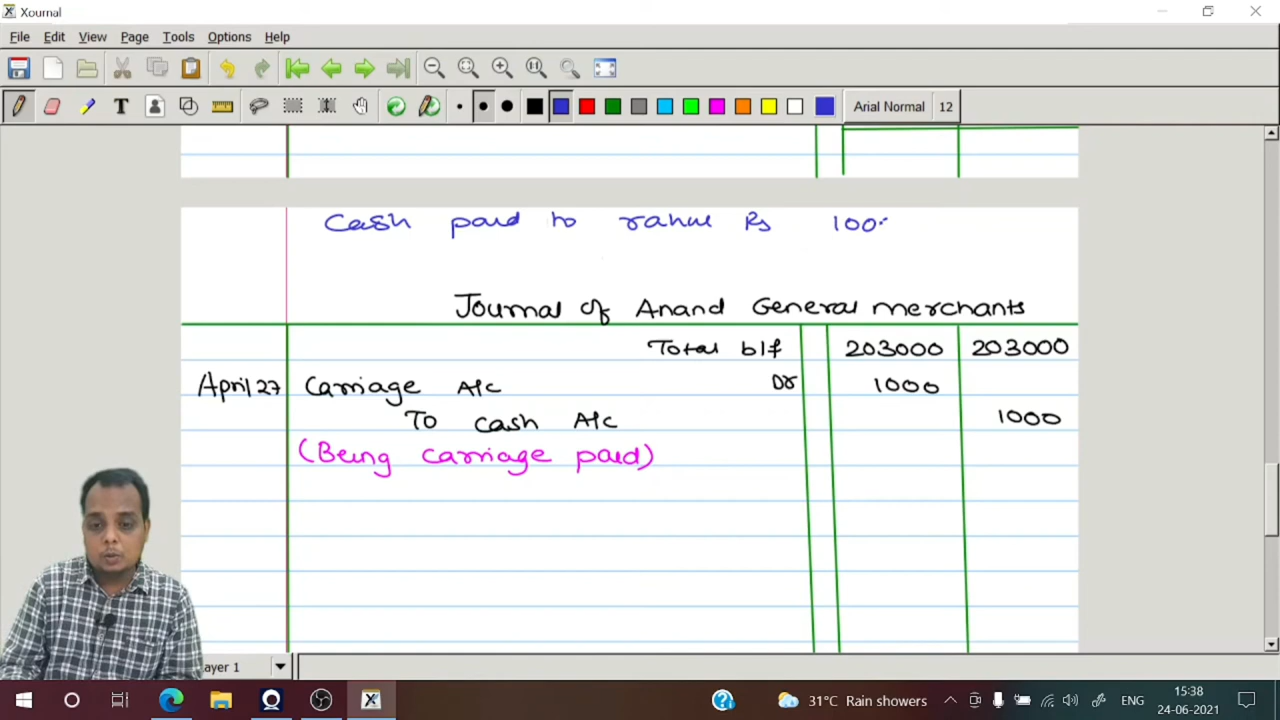 Xournal
File Edit View Page Tools Options Help
Arial Normal 12
Cash paid to rahul Rs 100
Journal of Anand General merchants
Total b/f 203000 203000
April 27 Carriage A/c Dr 1000
To cash A/c 1000
(Being carriage paid)
ayer 1
31°C Rain showers ENG 15:38
24-06-2021